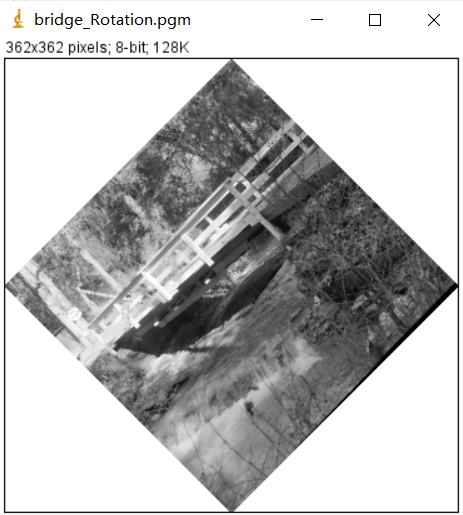 bridge_Rotation.pgm
362x362 pixels; 8-bit; 128K